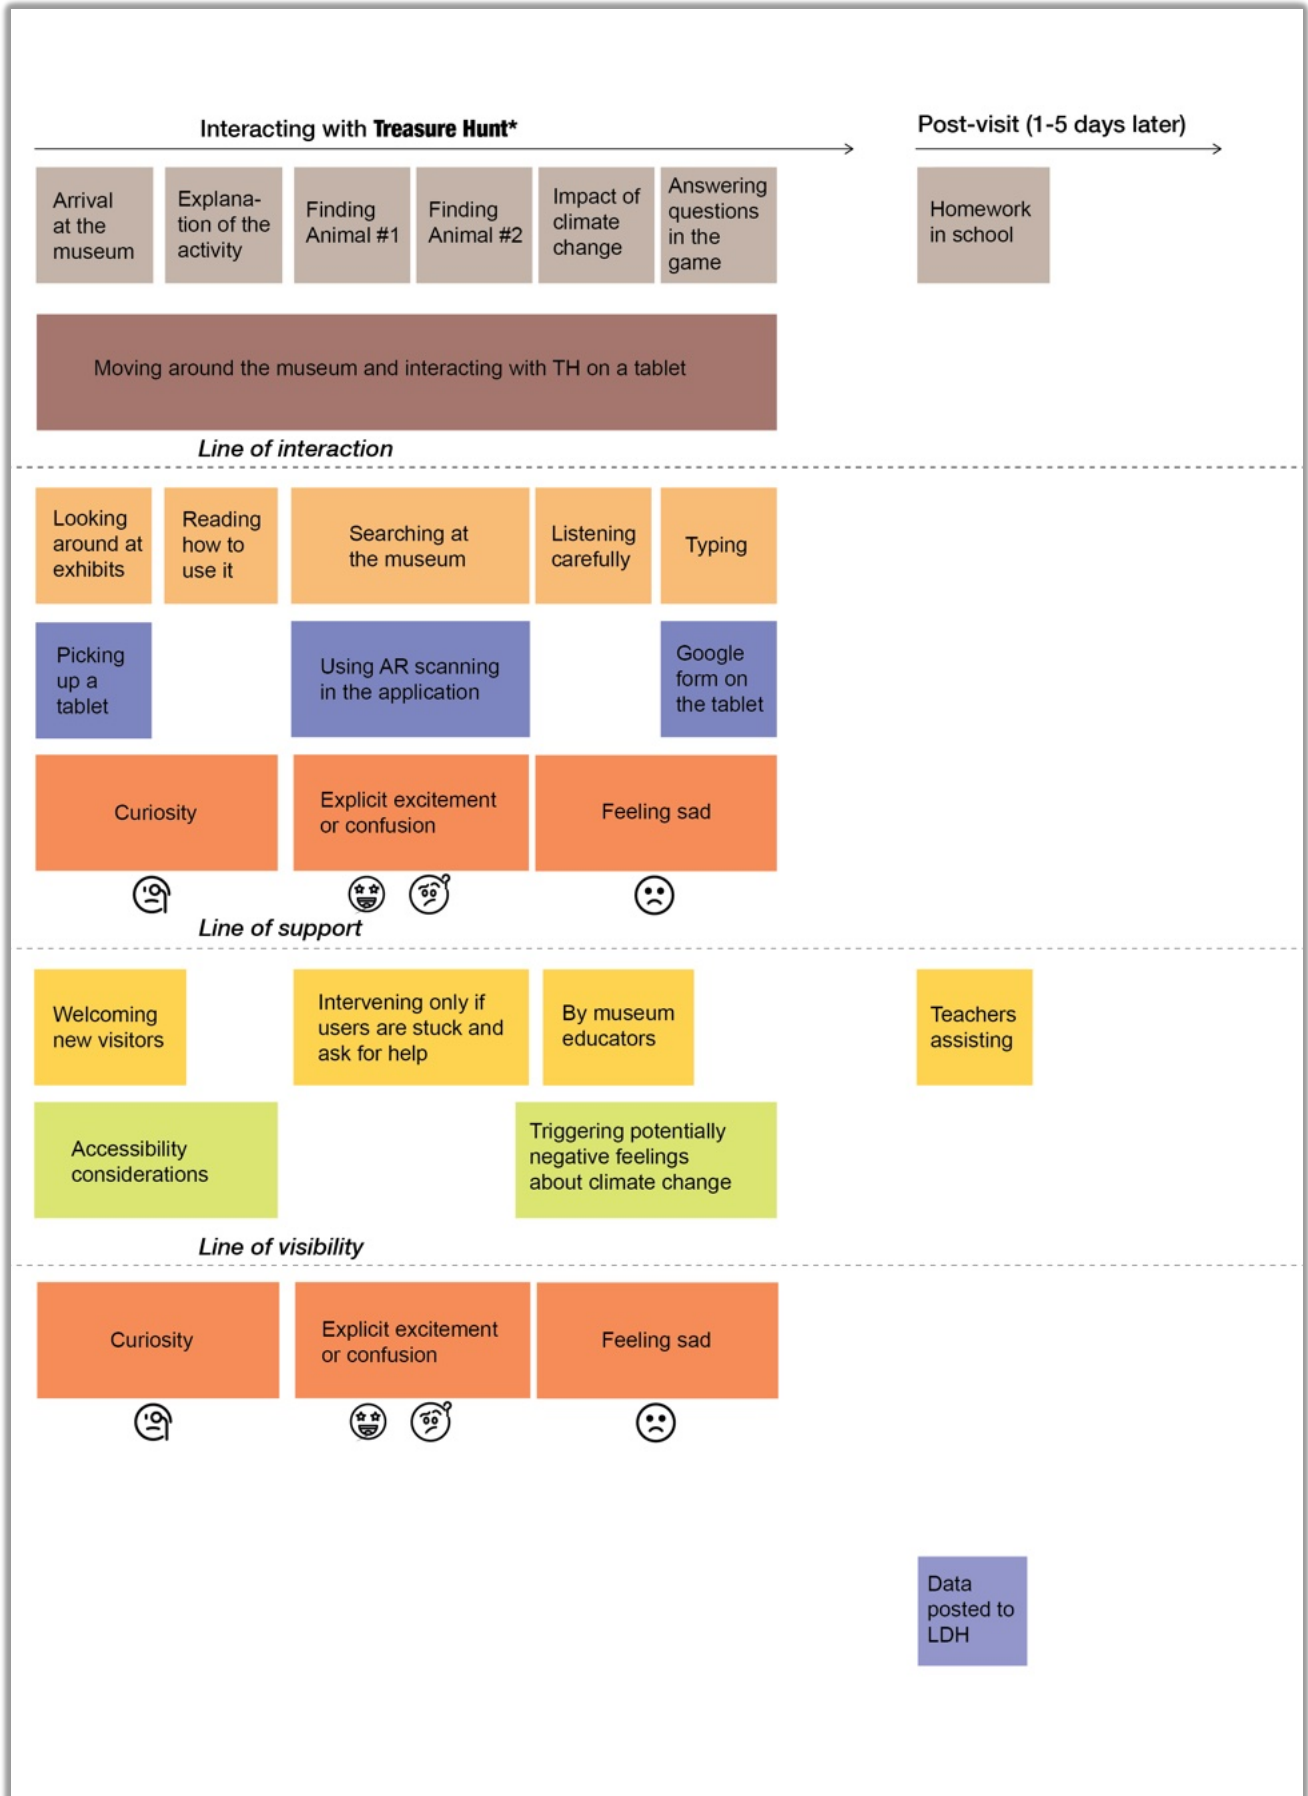 Interacting with Treasure Hunt*
Post-visit (1-5 days later)
Arrival
at the
museum
Explana-
tion of the
activity
Finding
Animal #1
Finding
Animal #2
Impact of
climate
change
Answering
questions
in the
game
Homework
in school
Moving around the museum and interacting with TH on a tablet
Line of interaction
Looking
around at
exhibits
Reading
how to
use it
Searching at
the museum
Listening
carefully
Typing
Picking
up a
tablet
Using AR scanning
in the application
Google
form on
the tablet
Curiosity
Explicit excitement
or confusion
Feeling sad
Line of support
Welcoming
new visitors
Intervening only if
users are stuck and
ask for help
By museum
educators
Teachers
assisting
Accessibility
considerations
Triggering potentially
negative feelings
about climate change
Line of visibility
Curiosity
Explicit excitement
or confusion
Feeling sad
Data
posted to
LDH